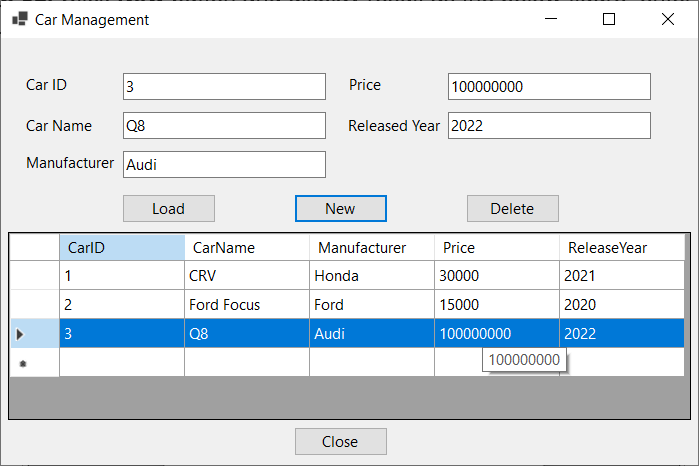 Car Management
Car ID 3 Price 100000000
Car Name Q8 Released Year 2022
Manufacturer Audi
Load New Delete
CarID CarName Manufacturer Price ReleaseYear
1 CRV Honda 30000 2021
2 Ford Focus Ford 15000 2020
3 Q8 Audi 100000000 2022
100000000
Close